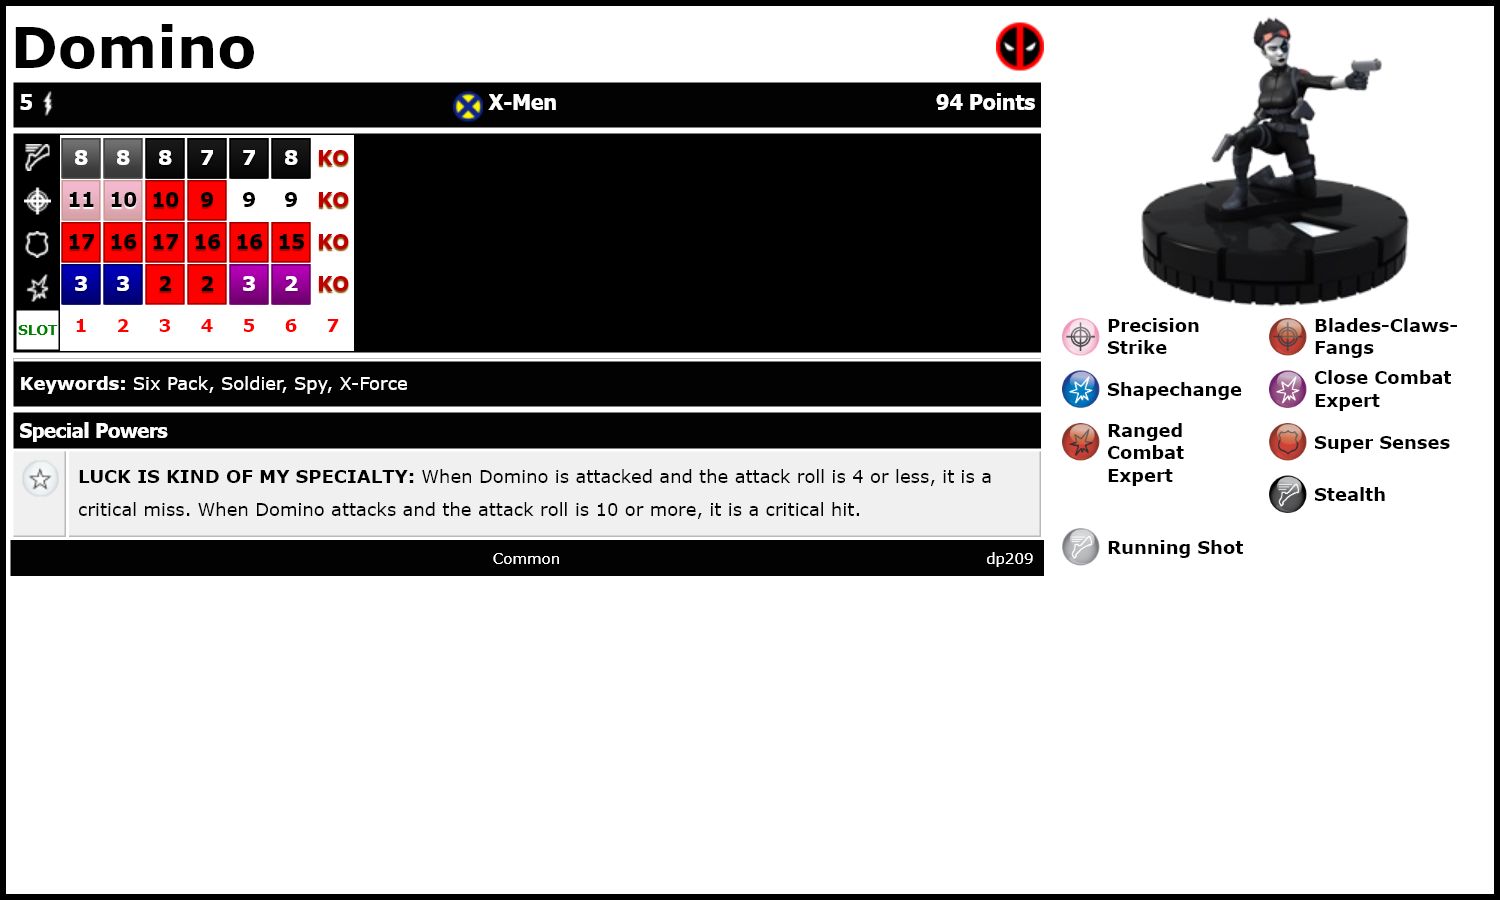 Domino
5 X-Men 94 Points
8 8 8 7 7 8 KO
11 10 10 9 9 9 KO
17 16 17 16 16 15 KO
3 3 2 2 3 2 KO
SLOT 1 2 3 4 5 6 7
Keywords: Six Pack, Soldier, Spy, X-Force
Special Powers
LUCK IS KIND OF MY SPECIALTY: When Domino is attacked and the attack roll is 4 or less, it is a
critical miss. When Domino attacks and the attack roll is 10 or more, it is a critical hit.
Common dp209
Precision
Strike
Shapechange
Ranged
Combat
Expert
Running Shot
Blades-Claws-
Fangs
Close Combat
Expert
Super Senses
Stealth